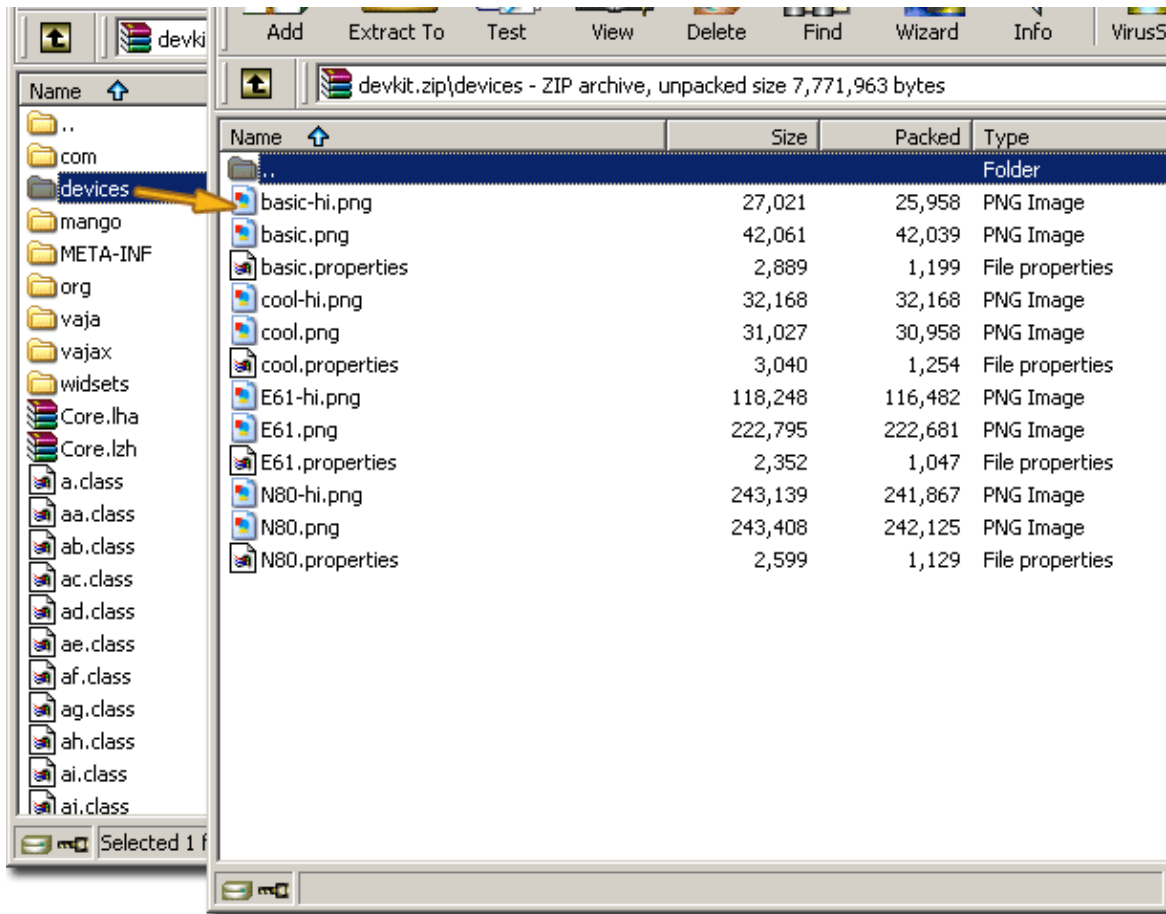 devki
Name
..
com
devices
mango
META-INF
org
vaja
vajax
widsets
Core.lha
Core.lzh
a.class
aa.class
ab.class
ac.class
ad.class
ae.class
af.class
ag.class
ah.class
ai.class
aj.class
Selected 1 f
Add Extract To Test View Delete Find Wizard Info VirusS
devkit.zip\devices - ZIP archive, unpacked size 7,771,963 bytes
Name Size Packed Type
.. Folder
basic-hi.png 27,021 25,958 PNG Image
basic.png 42,061 42,039 PNG Image
basic.properties 2,889 1,199 File properties
cool-hi.png 32,168 32,168 PNG Image
cool.png 31,027 30,958 PNG Image
cool.properties 3,040 1,254 File properties
E61-hi.png 118,248 116,482 PNG Image
E61.png 222,795 222,681 PNG Image
E61.properties 2,352 1,047 File properties
N80-hi.png 243,139 241,867 PNG Image
N80.png 243,408 242,125 PNG Image
N80.properties 2,599 1,129 File properties